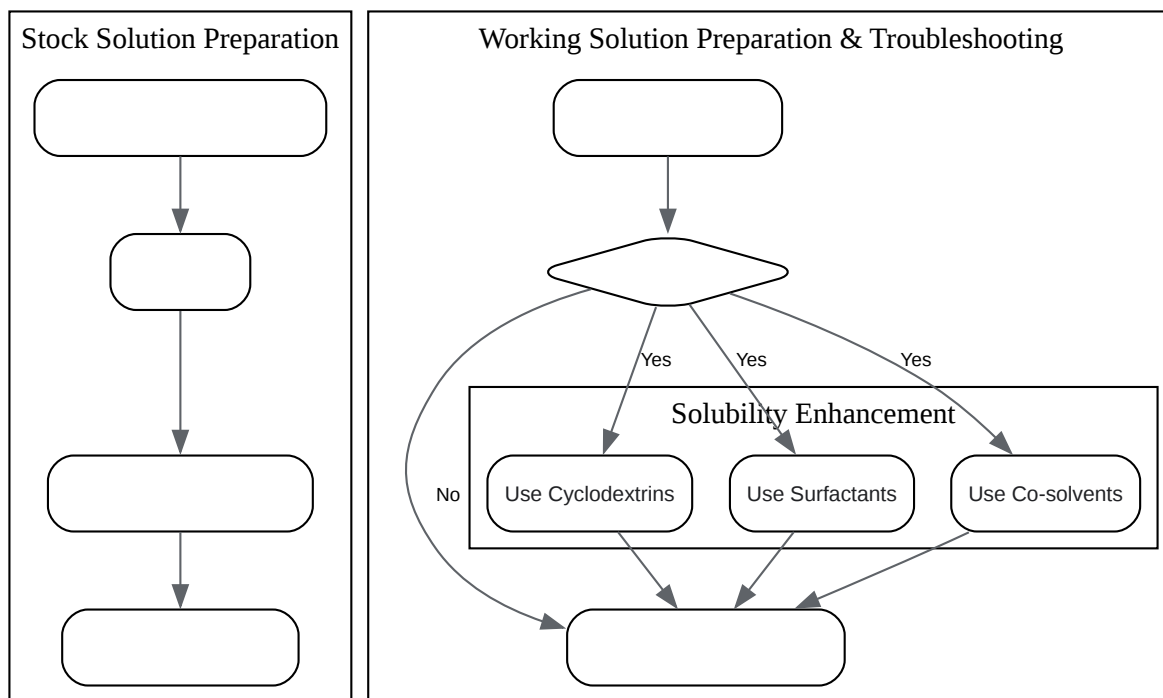 Stock Solution Preparation
Working Solution Preparation & Troubleshooting
Yes
Yes
Yes
Solubility Enhancement
No
Use Cyclodextrins
Use Surfactants
Use Co-solvents